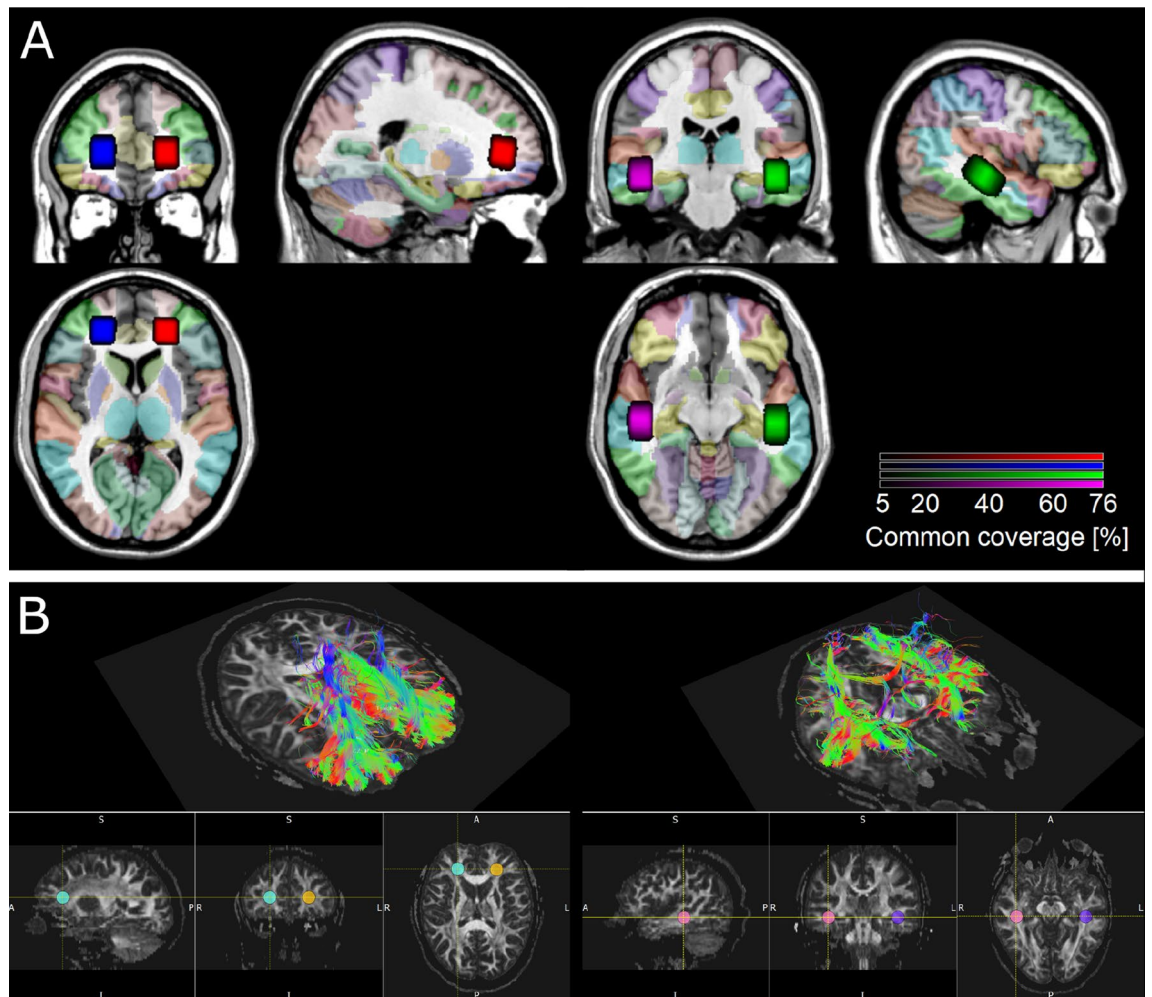 A
5 20 40 60 76
Common coverage [%]
B
S S A S S A
A P R L R L A P R L R L
I I P I I P